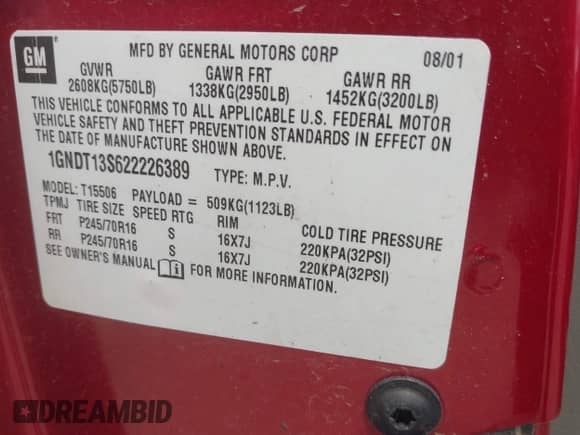 GM
®
MFD BY GENERAL MOTORS CORP 08/01
GVWR GAWR FRT GAWR RR
2608KG(5750LB) 1338KG(2950LB) 1452KG(3200LB)
THIS VEHICLE CONFORMS TO ALL APPLICABLE U.S. FEDERAL MOTOR
VEHICLE SAFETY AND THEFT PREVENTION STANDARDS IN EFFECT ON
THE DATE OF MANUFACTURE SHOWN ABOVE.
1GNDT13S622226389 TYPE: M.P.V.
MODEL: T15506 PAYLOAD = 509KG(1123LB)
TPMJ TIRE SIZE SPEED RTG RIM COLD TIRE PRESSURE
FRT P245/70R16 S 16X7J 220KPA(32PSI)
RR P245/70R16 S 16X7J 220KPA(32PSI)
SEE OWNER'S MANUAL FOR MORE INFORMATION.
DREAMBID